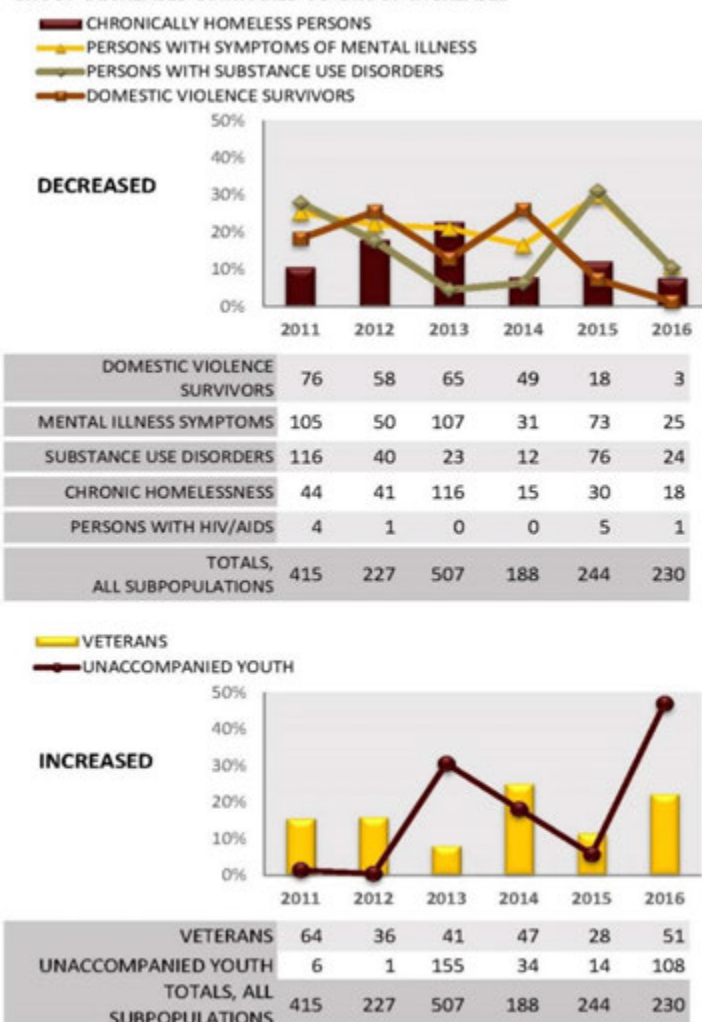 CHRONICALLY HOMELESS PERSONS
PERSONS WITH SYMPTOMS OF MENTAL ILLNESS
PERSONS WITH SUBSTANCE USE DISORDERS
DOMESTIC VIOLENCE SURVIVORS
DECREASED
50%
40%
30%
20%
10%
0%
2011 2012 2013 2014 2015 2016
DOMESTIC VIOLENCE
SURVIVORS 76 58 65 49 18 3
MENTAL ILLNESS SYMPTOMS 105 50 107 31 73 25
SUBSTANCE USE DISORDERS 116 40 23 12 76 24
CHRONIC HOMELESSNESS 44 41 116 15 30 18
PERSONS WITH HIV/AIDS 4 1 0 0 5 1
TOTALS,
ALL SUBPOPULATIONS 415 227 507 188 244 230
VETERANS
UNACCOMPANIED YOUTH
INCREASED
50%
40%
30%
20%
10%
0%
2011 2012 2013 2014 2015 2016
VETERANS 64 36 41 47 28 51
UNACCOMPANIED YOUTH 6 1 155 34 14 108
TOTALS, ALL
SUBPOPULATIONS 415 227 507 188 244 230